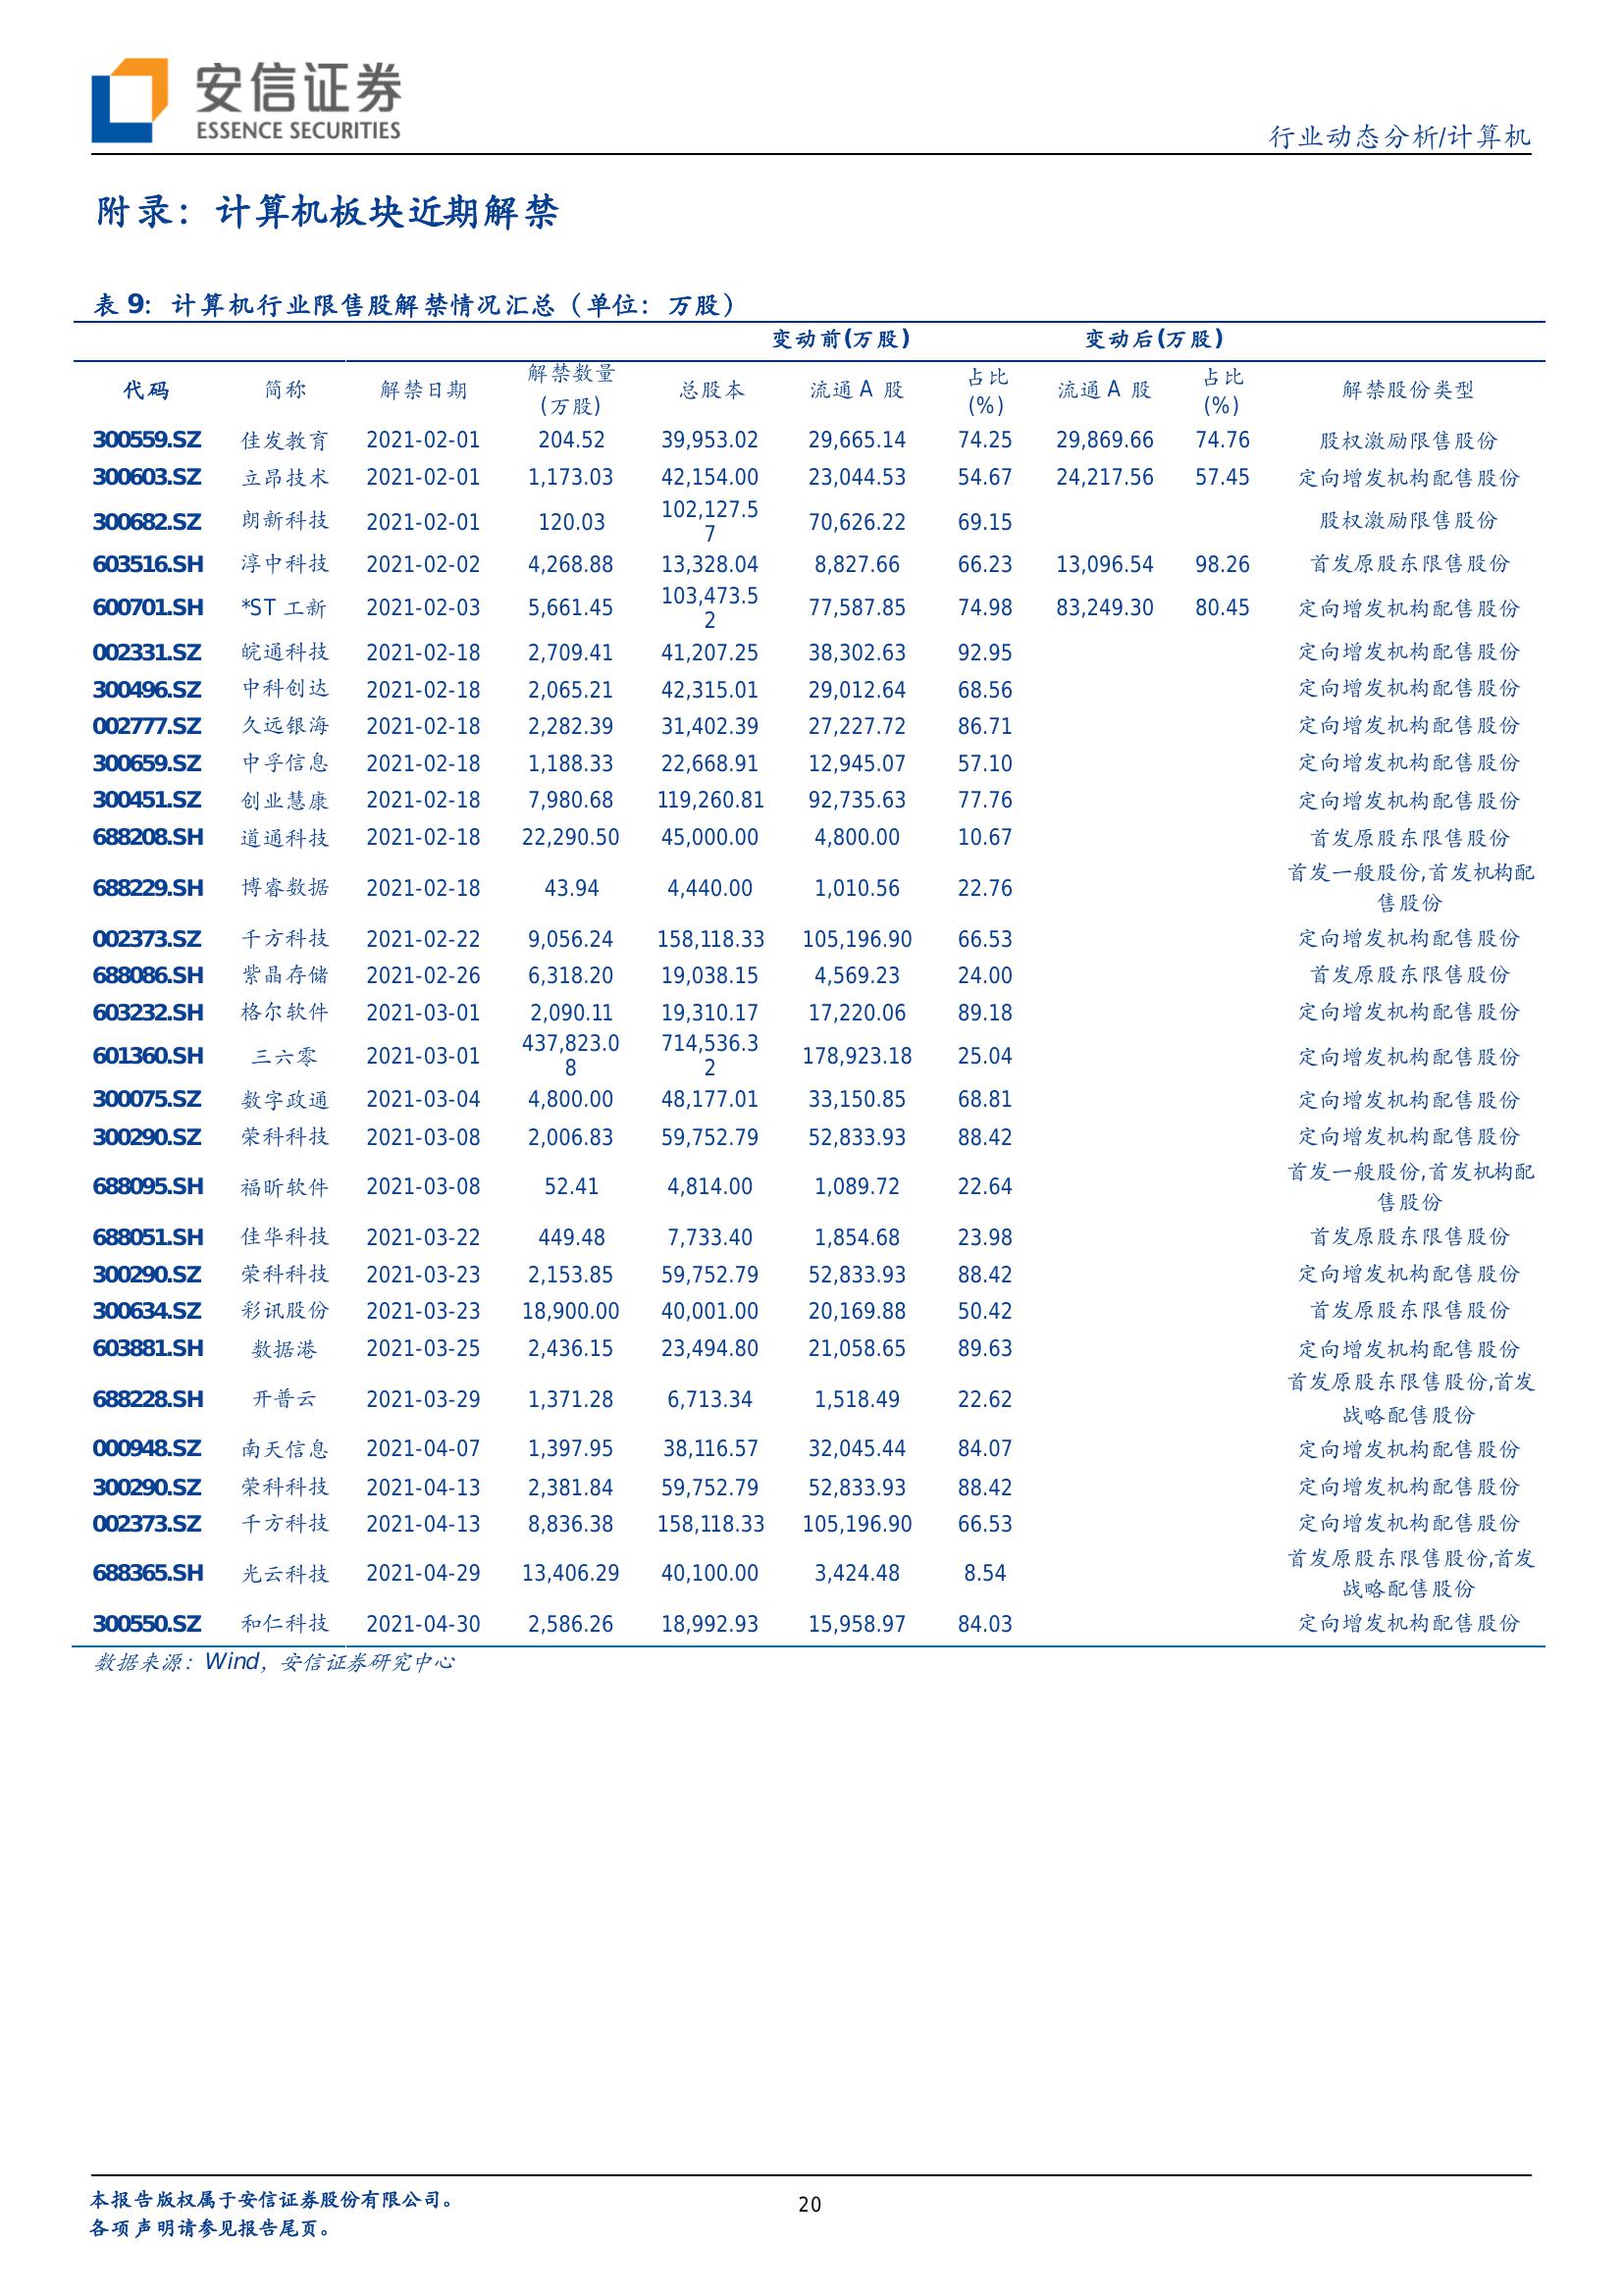 安信证券
ESSENCE SECURITIES
行业动态分析/计算机
附录：计算机板块近期解禁
表 9：计算机行业限售股解禁情况汇总（单位：万股）
变动前(万股) 变动后(万股)
代码 简称 解禁日期 解禁数量(万股) 总股本 流通 A 股 占比(%) 流通 A 股 占比(%) 解禁股份类型
300559.SZ 佳发教育 2021-02-01 204.52 39,953.02 29,665.14 74.25 29,869.66 74.76 股权激励限售股份
300603.SZ 立昂技术 2021-02-01 1,173.03 42,154.00 23,044.53 54.67 24,217.56 57.45 定向增发机构配售股份
300682.SZ 朗新科技 2021-02-01 120.03 102,127.57 70,626.22 69.15 股权激励限售股份
603516.SH 淳中科技 2021-02-02 4,268.88 13,328.04 8,827.66 66.23 13,096.54 98.26 首发原股东限售股份
600701.SH *ST 工新 2021-02-03 5,661.45 103,473.52 77,587.85 74.98 83,249.30 80.45 定向增发机构配售股份
002331.SZ 皖通科技 2021-02-18 2,709.41 41,207.25 38,302.63 92.95 定向增发机构配售股份
300496.SZ 中科创达 2021-02-18 2,065.21 42,315.01 29,012.64 68.56 定向增发机构配售股份
002777.SZ 久远银海 2021-02-18 2,282.39 31,402.39 27,227.72 86.71 定向增发机构配售股份
300659.SZ 中孚信息 2021-02-18 1,188.33 22,668.91 12,945.07 57.10 定向增发机构配售股份
300451.SZ 创业慧康 2021-02-18 7,980.68 119,260.81 92,735.63 77.76 定向增发机构配售股份
688208.SH 道通科技 2021-02-18 22,290.50 45,000.00 4,800.00 10.67 首发原股东限售股份
688229.SH 博睿数据 2021-02-18 43.94 4,440.00 1,010.56 22.76 首发一般股份,首发机构配售股份
002373.SZ 千方科技 2021-02-22 9,056.24 158,118.33 105,196.90 66.53 定向增发机构配售股份
688086.SH 紫晶存储 2021-02-26 6,318.20 19,038.15 4,569.23 24.00 首发原股东限售股份
603232.SH 格尔软件 2021-03-01 2,090.11 19,310.17 17,220.06 89.18 定向增发机构配售股份
601360.SH 三六零 2021-03-01 437,823.08 714,536.32 178,923.18 25.04 定向增发机构配售股份
300075.SZ 数字政通 2021-03-04 4,800.00 48,177.01 33,150.85 68.81 定向增发机构配售股份
300290.SZ 荣科科技 2021-03-08 2,006.83 59,752.79 52,833.93 88.42 定向增发机构配售股份
688095.SH 福昕软件 2021-03-08 52.41 4,814.00 1,089.72 22.64 首发一般股份,首发机构配售股份
688051.SH 佳华科技 2021-03-22 449.48 7,733.40 1,854.68 23.98 首发原股东限售股份
300290.SZ 荣科科技 2021-03-23 2,153.85 59,752.79 52,833.93 88.42 定向增发机构配售股份
300634.SZ 彩讯股份 2021-03-23 18,900.00 40,001.00 20,169.88 50.42 首发原股东限售股份
603881.SH 数据港 2021-03-25 2,436.15 23,494.80 21,058.65 89.63 定向增发机构配售股份
688228.SH 开普云 2021-03-29 1,371.28 6,713.34 1,518.49 22.62 首发原股东限售股份,首发战略配售股份
000948.SZ 南天信息 2021-04-07 1,397.95 38,116.57 32,045.44 84.07 定向增发机构配售股份
300290.SZ 荣科科技 2021-04-13 2,381.84 59,752.79 52,833.93 88.42 定向增发机构配售股份
002373.SZ 千方科技 2021-04-13 8,836.38 158,118.33 105,196.90 66.53 定向增发机构配售股份
688365.SH 光云科技 2021-04-29 13,406.29 40,100.00 3,424.48 8.54 首发原股东限售股份,首发战略配售股份
300550.SZ 和仁科技 2021-04-30 2,586.26 18,992.93 15,958.97 84.03 定向增发机构配售股份
数据来源：Wind，安信证券研究中心
本报告版权属于安信证券股份有限公司。
各项声明请参见报告尾页。
20